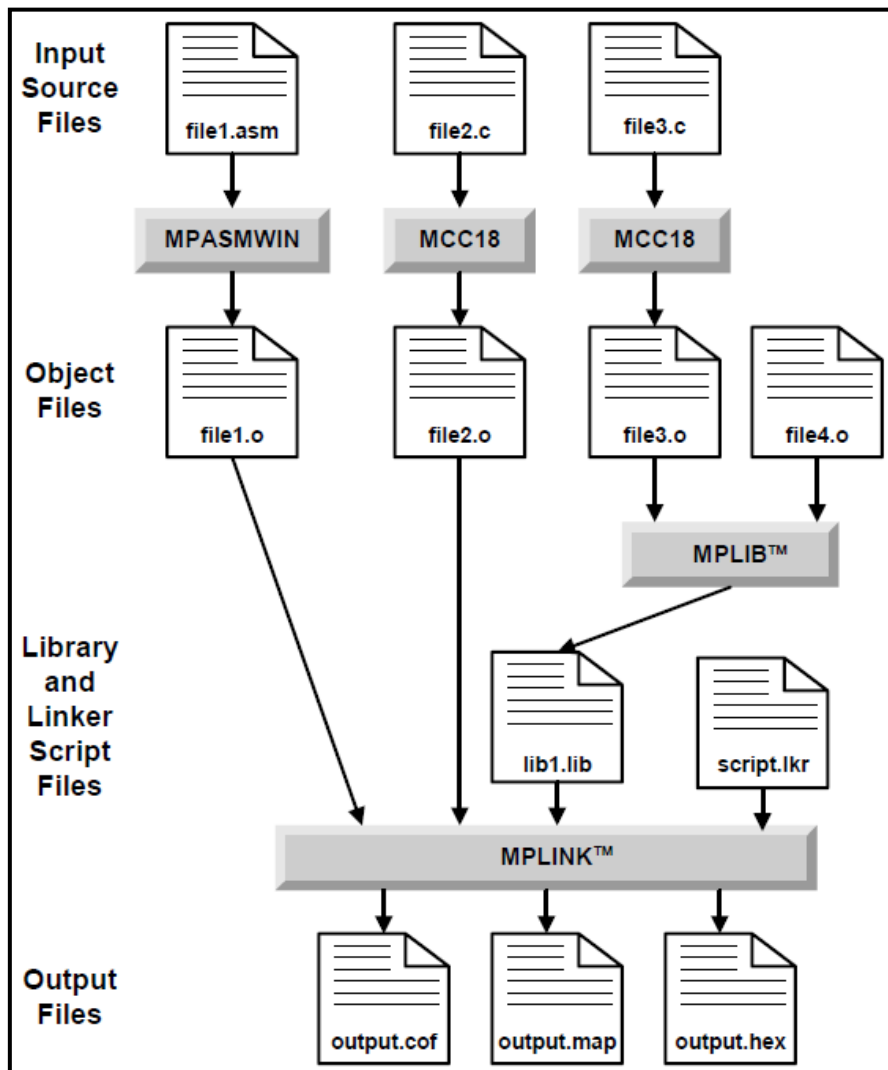 Input
Source
Files
file1.asm
file2.c
file3.c
MPASMWIN
MCC18
MCC18
Object
Files
file1.o
file2.o
file3.o
file4.o
MPLIB™
Library
and
Linker
Script
Files
lib1.lib
script.lkr
MPLINK™
Output
Files
output.cof
output.map
output.hex